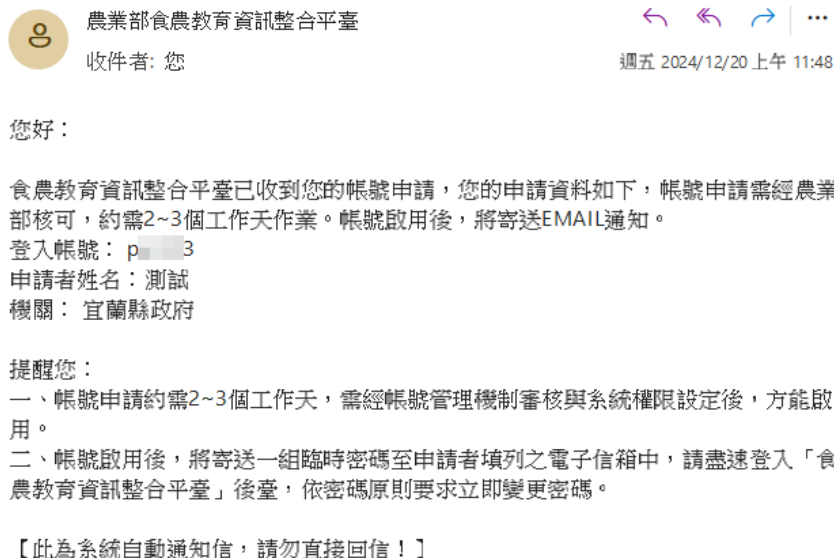 農業部食農教育資訊整合平臺
收件者: 您
週五 2024/12/20 上午 11:48
您好：
食農教育資訊整合平臺已收到您的帳號申請，您的申請資料如下，帳號申請需經農業
部核可，約需2~3個工作天作業。帳號啟用後，將寄送EMAIL通知。
登入帳號： p 3
申請者姓名：測試
機關： 宜蘭縣政府
提醒您：
一、帳號申請約需2~3個工作天，需經帳號管理機制審核與系統權限設定後，方能啟
用。
二、帳號啟用後，將寄送一組臨時密碼至申請者填列之電子信箱中，請盡速登入「食
農教育資訊整合平臺」後臺，依密碼原則要求立即變更密碼。
【此為系統自動通知信，請勿直接回信！】